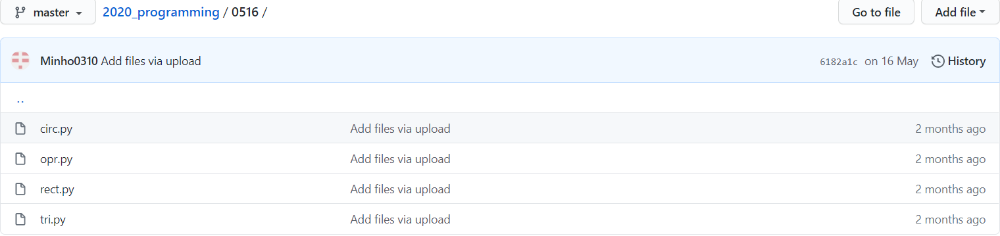 master 2020_programming / 0516 / Go to file Add file
Minho0310 Add files via upload 6182a1c on 16 May History
..
circ.py Add files via upload 2 months ago
opr.py Add files via upload 2 months ago
rect.py Add files via upload 2 months ago
tri.py Add files via upload 2 months ago